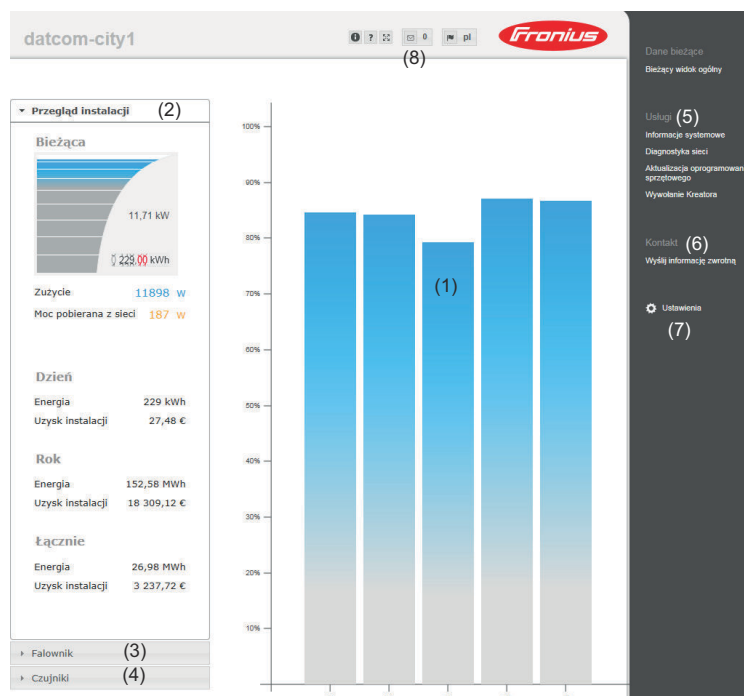 datcom-city1
0
pl
Fronius
(8)
Przegląd instalacji (2)
Bieżąca
11,71 kW
229.00 kWh
Zużycie 11898 W
Moc pobierana z sieci 187 W
Dzień
Energia 229 kWh
Uzysk instalacji 27,48 €
Rok
Energia 152,58 MWh
Uzysk instalacji 18 309,12 €
Łącznie
Energia 26,98 MWh
Uzysk instalacji 3 237,72 €
Falownik (3)
Czujniki (4)
100%
90%
80%
70%
60%
50%
40%
30%
20%
10%
(1)
Dane bieżące
Bieżący widok ogólny
Usługi (5)
Informacje systemowe
Diagnostyka sieci
Aktualizacja oprogramowan
sprzętowego
Wywołanie Kreatora
Kontakt (6)
Wyślij informację zwrotną
Ustawienia
(7)